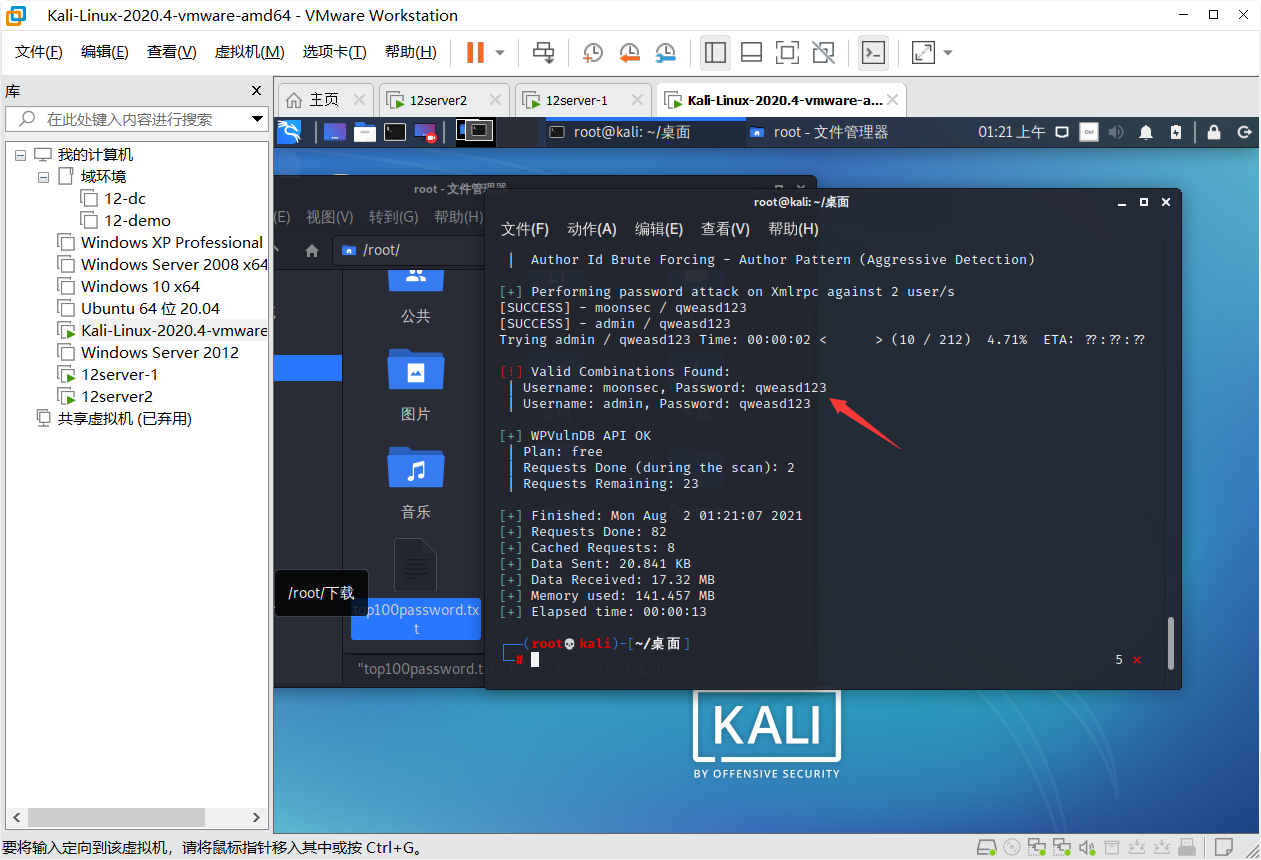 Kali-Linux-2020.4-vmware-amd64 - VMware Workstation
文件(F) 编辑(E) 查看(V) 虚拟机(M) 选项卡(T) 帮助(H)
库
在此处键入内容进行搜索
我的计算机
域环境
12-dc
12-demo
Windows XP Professional
Windows Server 2008 x64
Windows 10 x64
Ubuntu 64 位 20.04
Kali-Linux-2020.4-vmware
Windows Server 2012
12server-1
12server2
共享虚拟机 (已弃用)
主页 12server2 12server-1 Kali-Linux-2020.4-vmware-a...
root@kali: ~/桌面 root - 文件管理器 01:21 上午
root - 文件管理器
(E) 视图(V) 转到(G) 帮助(H)
/root/
公共
图片
音乐
/root/下载
top100password.tx
t
"top100password.t
root@kali: ~/桌面
文件(F) 动作(A) 编辑(E) 查看(V) 帮助(H)
| Author Id Brute Forcing - Author Pattern (Aggressive Detection)
[+] Performing password attack on Xmlrpc against 2 user/s
[SUCCESS] - moonsec / qweasd123
[SUCCESS] - admin / qweasd123
Trying admin / qweasd123 Time: 00:00:02 < > (10 / 212) 4.71% ETA: ??:??:??
[!] Valid Combinations Found:
| Username: moonsec, Password: qweasd123
| Username: admin, Password: qweasd123
[+] WPVulnDB API OK
| Plan: free
| Requests Done (during the scan): 2
| Requests Remaining: 23
[+] Finished: Mon Aug 2 01:21:07 2021
[+] Requests Done: 82
[+] Cached Requests: 8
[+] Data Sent: 20.841 KB
[+] Data Received: 17.32 MB
[+] Memory used: 141.457 MB
[+] Elapsed time: 00:00:13
(root💀kali)-[~/桌面]
#
5 ×
KALI
BY OFFENSIVE SECURITY
要将输入定向到该虚拟机，请将鼠标指针移入其中或按 Ctrl+G。